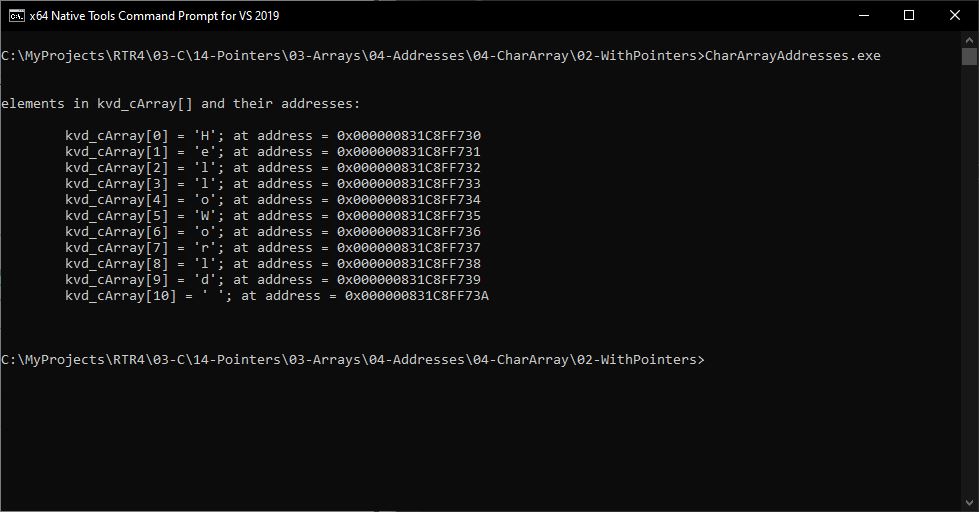 x64 Native Tools Command Prompt for VS 2019
C:\MyProjects\RTR4\03-C\14-Pointers\03-Arrays\04-Addresses\04-CharArray\02-WithPointers>CharArrayAddresses.exe
elements in kvd_cArray[] and their addresses:
kvd_cArray[0] = 'H'; at address = 0x000000831C8FF730
kvd_cArray[1] = 'e'; at address = 0x000000831C8FF731
kvd_cArray[2] = 'l'; at address = 0x000000831C8FF732
kvd_cArray[3] = 'l'; at address = 0x000000831C8FF733
kvd_cArray[4] = 'o'; at address = 0x000000831C8FF734
kvd_cArray[5] = 'W'; at address = 0x000000831C8FF735
kvd_cArray[6] = 'o'; at address = 0x000000831C8FF736
kvd_cArray[7] = 'r'; at address = 0x000000831C8FF737
kvd_cArray[8] = 'l'; at address = 0x000000831C8FF738
kvd_cArray[9] = 'd'; at address = 0x000000831C8FF739
kvd_cArray[10] = ' '; at address = 0x000000831C8FF73A
C:\MyProjects\RTR4\03-C\14-Pointers\03-Arrays\04-Addresses\04-CharArray\02-WithPointers>